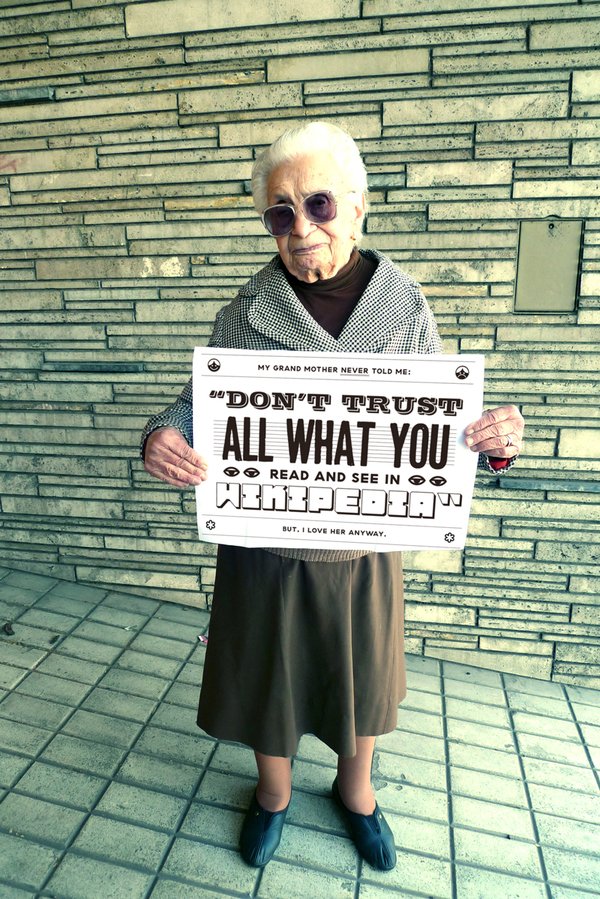 MY GRAND MOTHER NEVER TOLD ME:
"DON'T TRUST
ALL WHAT YOU
READ AND SEE IN
WIKIPEDIA"
BUT, I LOVE HER ANYWAY.